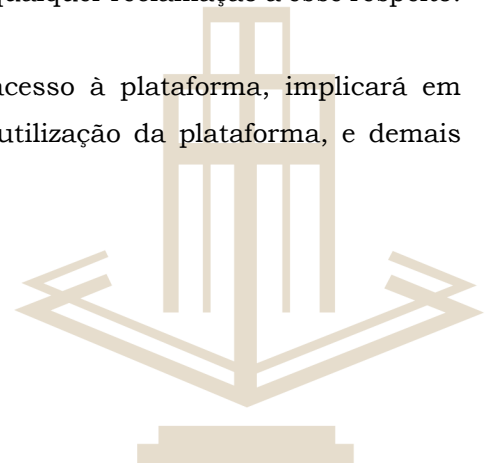 qualquer reclamação a esse respeito.
acesso à plataforma, implicará em
utilização da plataforma, e demais